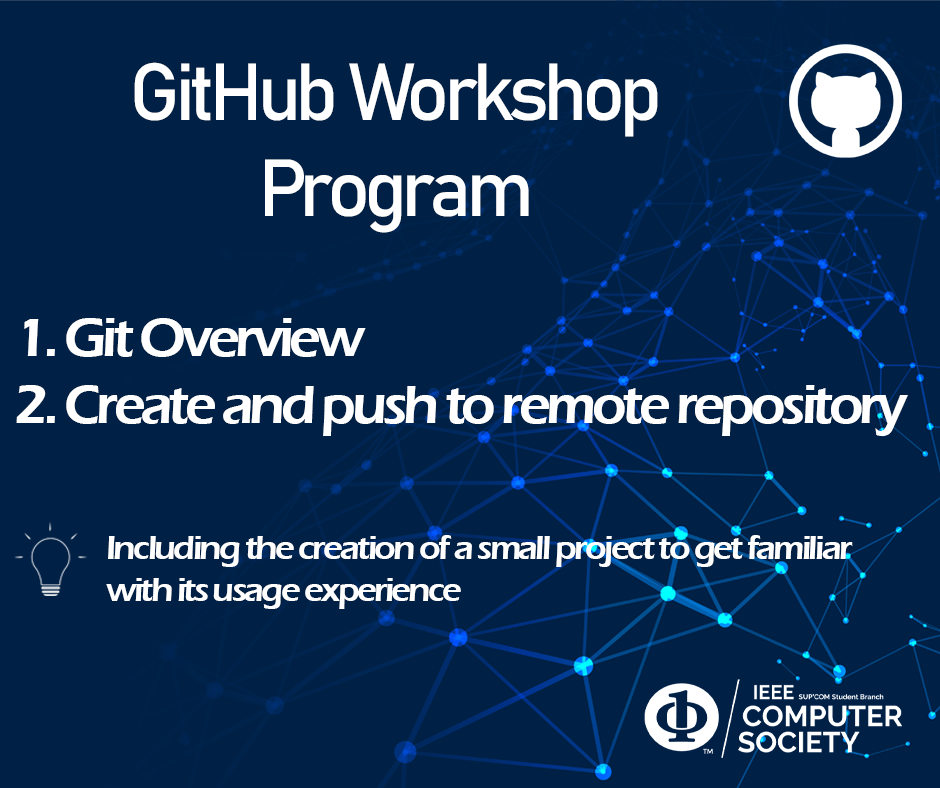 GitHub Workshop
Program
1. Git Overview
2. Create and push to remote repository
Including the creation of a small project to get familiar
with its usage experience
IEEE SUP'COM Student Branch
COMPUTER
SOCIETY
TM